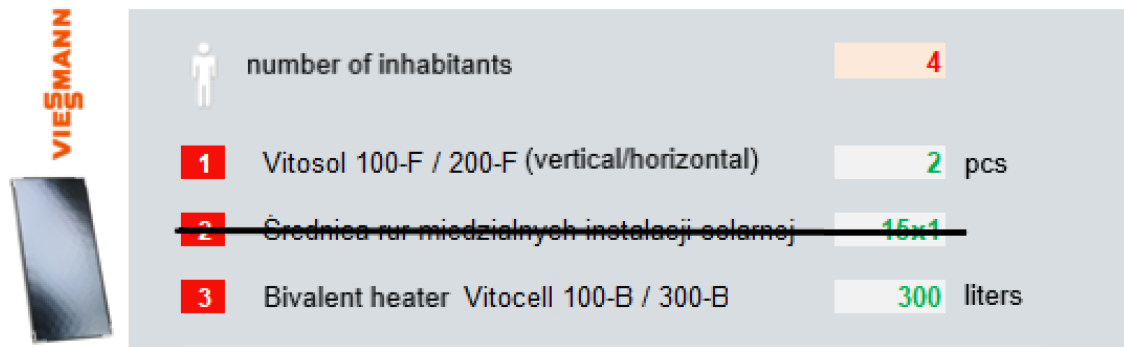 VIESSMANN
number of inhabitants 4
1 Vitosol 100-F / 200-F (vertical/horizontal) 2 pcs
2 Średnica rur miedzialnych instalacji solarnej 15x1
3 Bivalent heater Vitocell 100-B / 300-B 300 liters